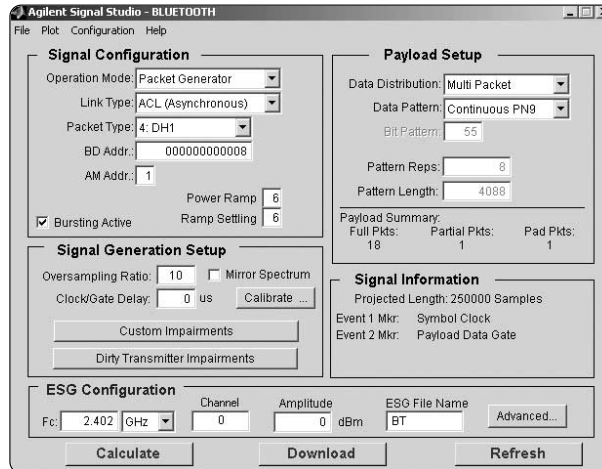 Agilent Signal Studio - BLUETOOTH
File Plot Configuration Help
Signal Configuration
Operation Mode: Packet Generator
Link Type: ACL (Asynchronous)
Packet Type: 4: DH1
BD Addr.: 000000000008
AM Addr.: 1
Power Ramp 6
Bursting Active Ramp Settling 6
Payload Setup
Data Distribution: Multi Packet
Data Pattern: Continuous PN9
Bit Pattern: 55
Pattern Reps: 8
Pattern Length: 4088
Payload Summary:
Full Pkts: Partial Pkts: Pad Pkts:
18 1 1
Signal Generation Setup
Oversampling Ratio: 10 Mirror Spectrum
Clock/Gate Delay: 0 us Calibrate ...
Custom Impairments
Dirty Transmitter Impairments
Signal Information
Projected Length: 250000 Samples
Event 1 Mkr: Symbol Clock
Event 2 Mkr: Payload Data Gate
ESG Configuration
Channel Amplitude ESG File Name
Fc: 2.402 GHz 0 0 dBm BT Advanced...
Calculate Download Refresh